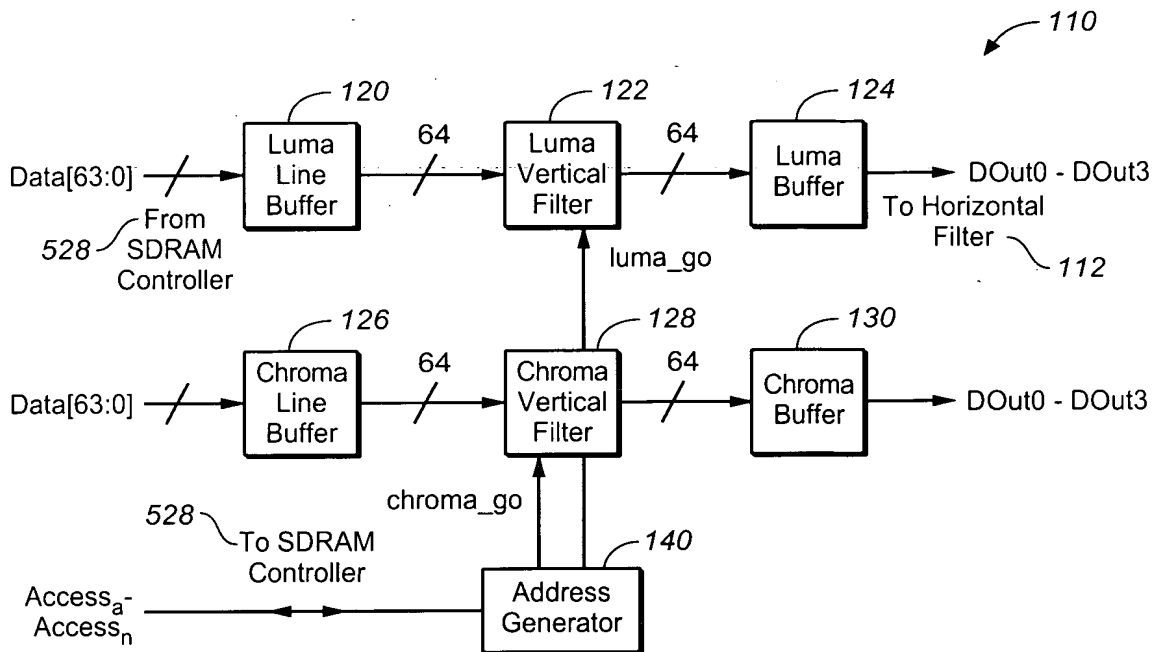 110
120
122
124
64
64
Data[63:0]
Luma
Line
Buffer
Luma
Vertical
Filter
Luma
Buffer
DOut0 - DOut3
From
SDRAM
Controller
528
To Horizontal
Filter
112
luma_go
126
128
130
64
64
Data[63:0]
Chroma
Line
Buffer
Chroma
Vertical
Filter
Chroma
Buffer
DOut0 - DOut3
chroma_go
528
To SDRAM
Controller
140
Accessa-
Accessn
Address
Generator